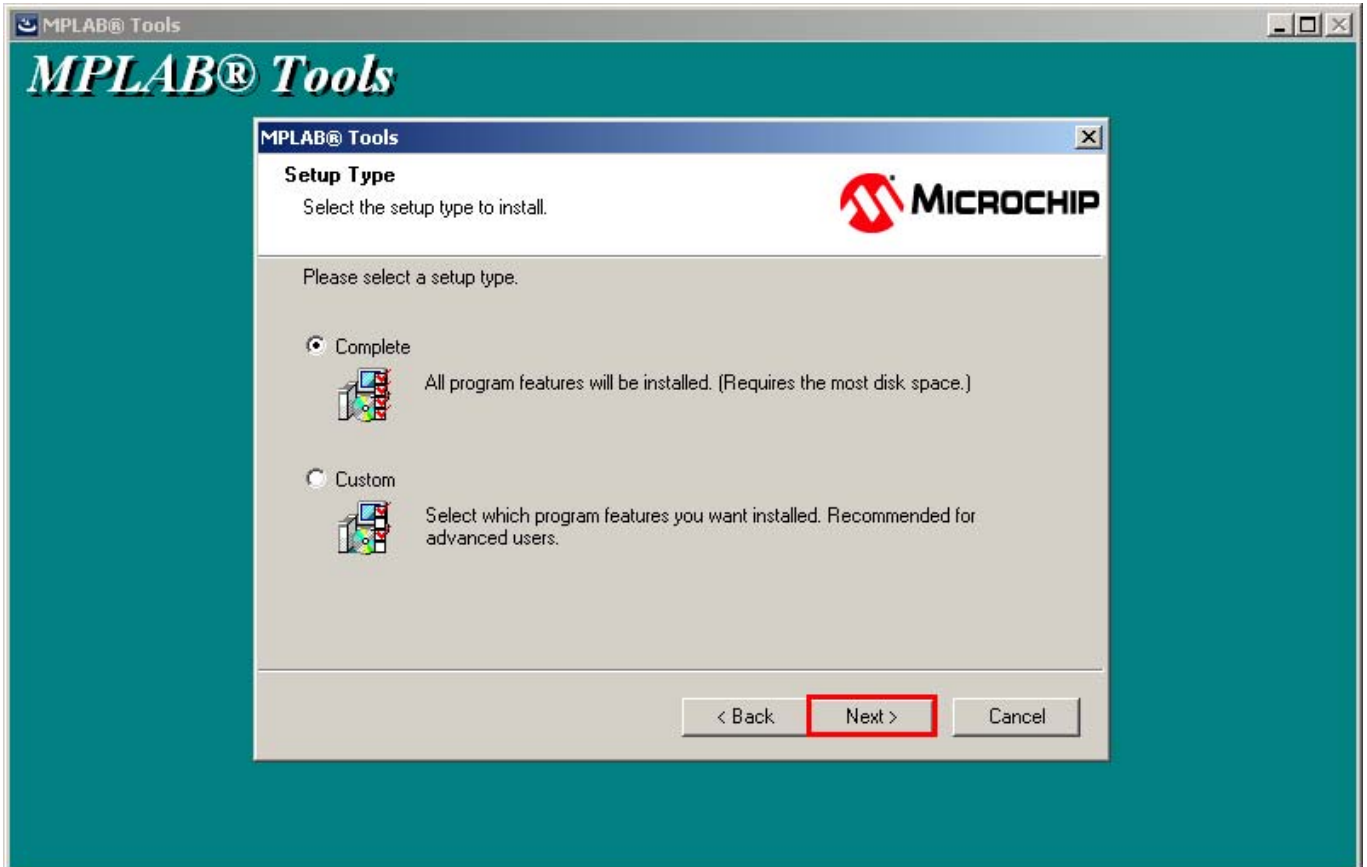 MPLAB® Tools
MPLAB® Tools
MPLAB® Tools
Setup Type
Select the setup type to install.
MICROCHIP
Please select a setup type.
Complete
All program features will be installed. (Requires the most disk space.)
Custom
Select which program features you want installed. Recommended for
advanced users.
< Back
Next >
Cancel